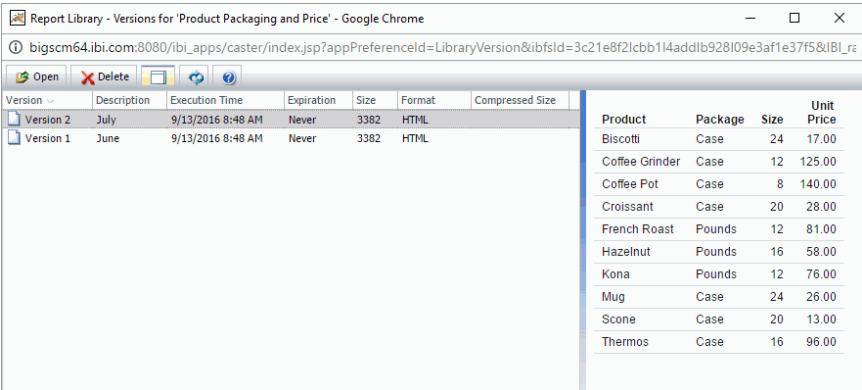 Report Library - Versions for 'Product Packaging and Price' - Google Chrome
bigscm64.ibi.com:8080/ibi_apps/caster/index.jsp?appPreferenceId=LibraryVersion&ibfsId=3c21e8f2lcbb1l4addlb928l09e3af1e37f5&IBI_ra
Open Delete
Version Description Execution Time Expiration Size Format Compressed Size
Version 2 July 9/13/2016 8:48 AM Never 3382 HTML
Version 1 June 9/13/2016 8:48 AM Never 3382 HTML
Unit
Product Package Size Price
Biscotti Case 24 17.00
Coffee Grinder Case 12 125.00
Coffee Pot Case 8 140.00
Croissant Case 20 28.00
French Roast Pounds 12 81.00
Hazelnut Pounds 16 58.00
Kona Pounds 12 76.00
Mug Case 24 26.00
Scone Case 20 13.00
Thermos Case 16 96.00